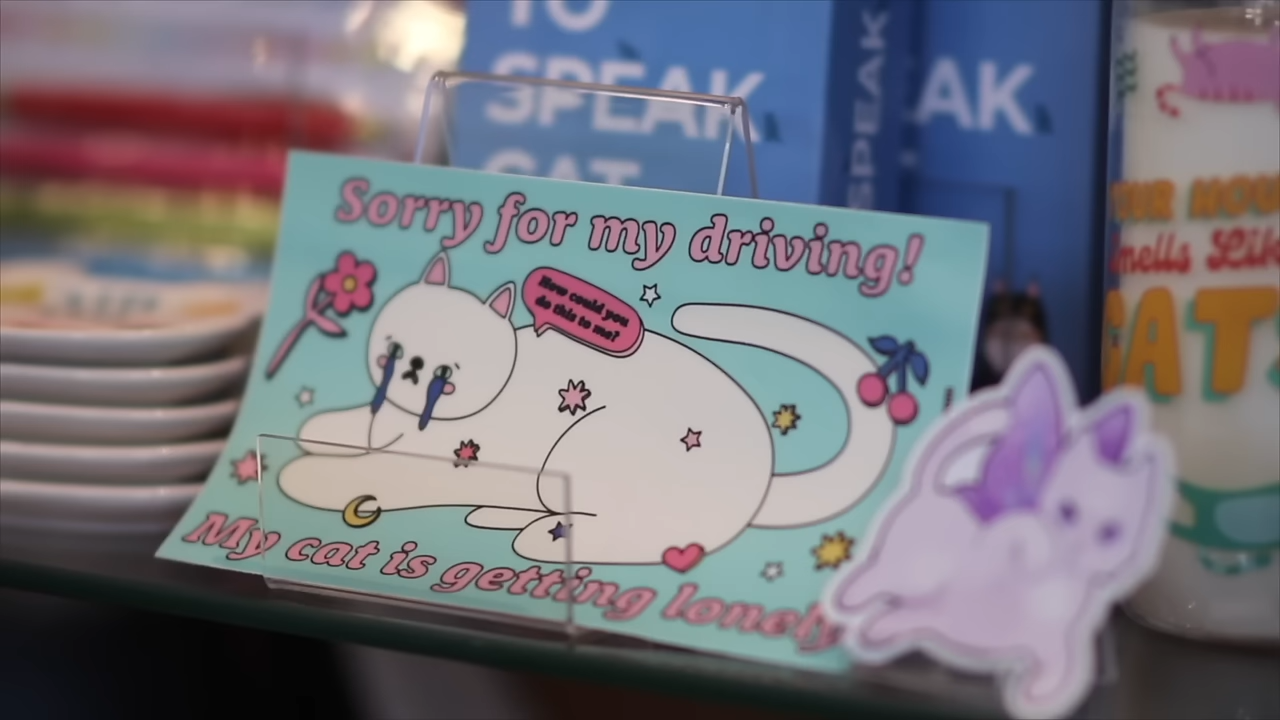 TO
SPEAK
CAT
SPEAK
AK
Sorry for my driving!
How could you
do this to me?
My cat is getting lonely
Smells Like
CATS